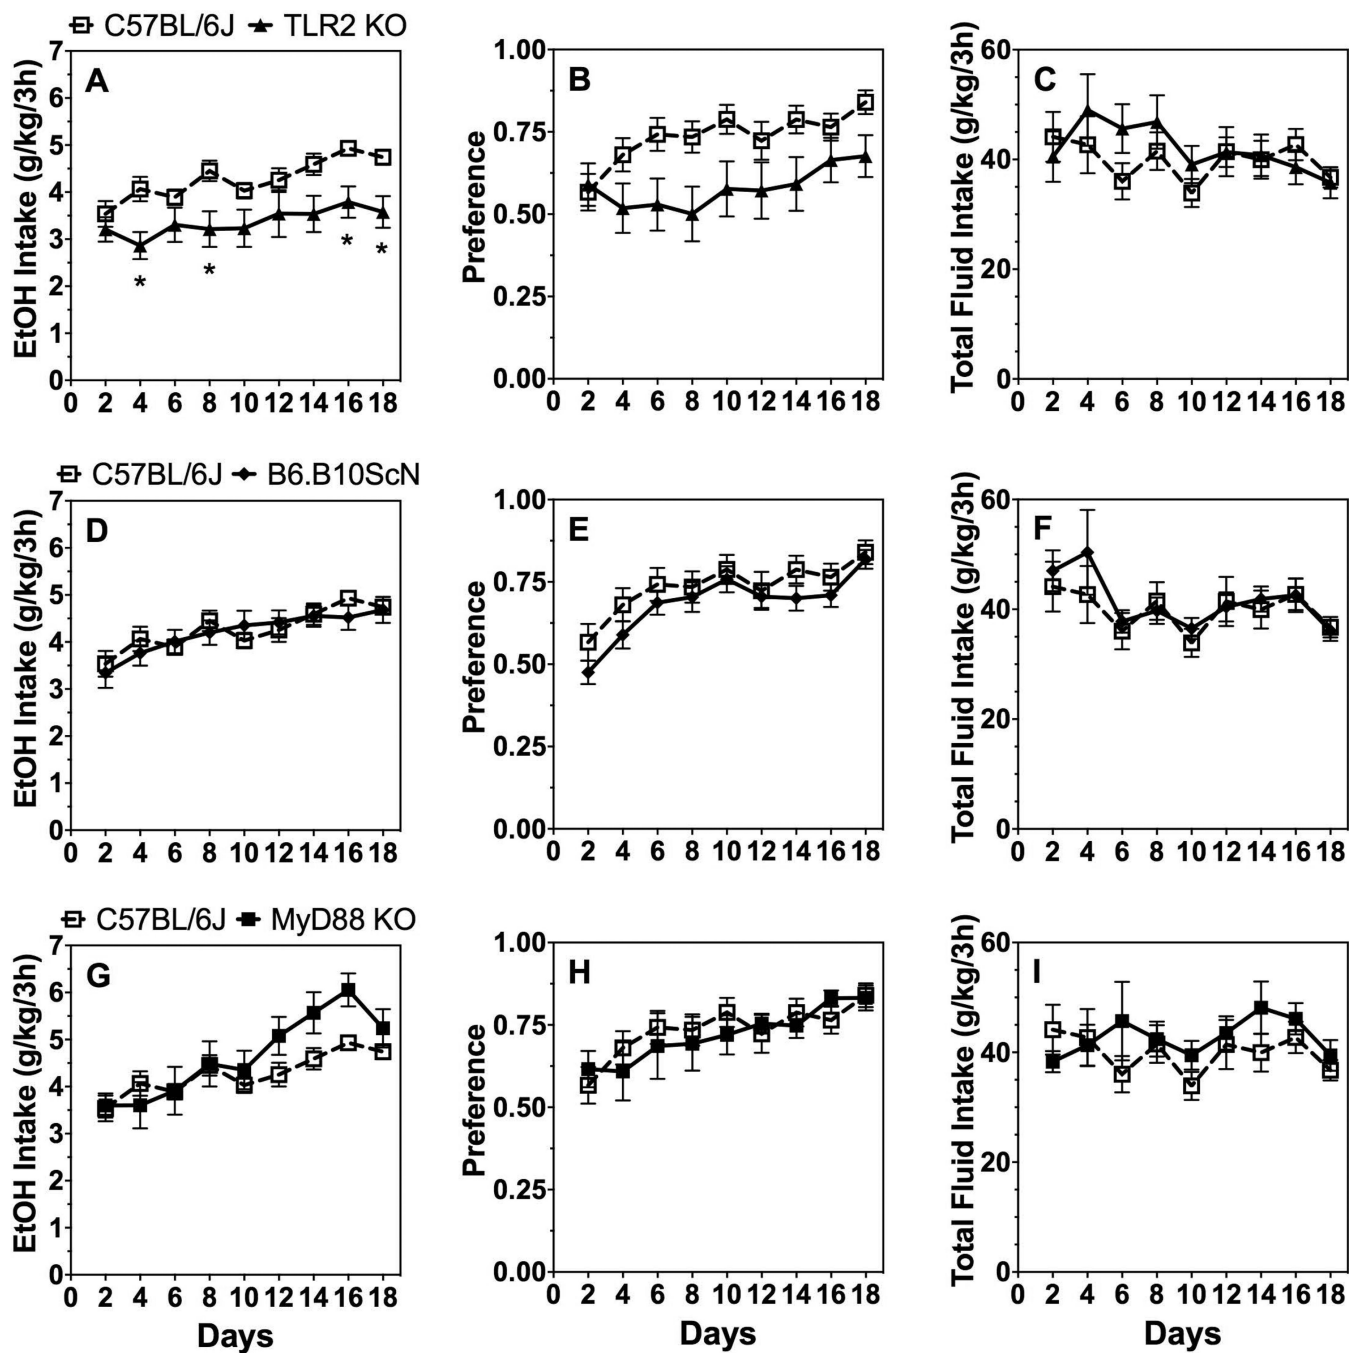 C57BL/6J TLR2 KO
A
EtOH Intake (g/kg/3h)
7
6
5
4
3
2
1
0
* * * *
0 2 4 6 8 10 12 14 16 18
B
Preference
1.00
0.75
0.50
0.25
0.00
0 2 4 6 8 10 12 14 16 18
C
Total Fluid Intake (g/kg/3h)
60
40
20
0
0 2 4 6 8 10 12 14 16 18
C57BL/6J B6.B10ScN
D
EtOH Intake (g/kg/3h)
7
6
5
4
3
2
1
0
0 2 4 6 8 10 12 14 16 18
E
Preference
1.00
0.75
0.50
0.25
0.00
0 2 4 6 8 10 12 14 16 18
F
Total Fluid Intake (g/kg/3h)
60
40
20
0
0 2 4 6 8 10 12 14 16 18
C57BL/6J MyD88 KO
G
EtOH Intake (g/kg/3h)
7
6
5
4
3
2
1
0
0 2 4 6 8 10 12 14 16 18
Days
H
Preference
1.00
0.75
0.50
0.25
0.00
0 2 4 6 8 10 12 14 16 18
Days
I
Total Fluid Intake (g/kg/3h)
60
40
20
0
0 2 4 6 8 10 12 14 16 18
Days